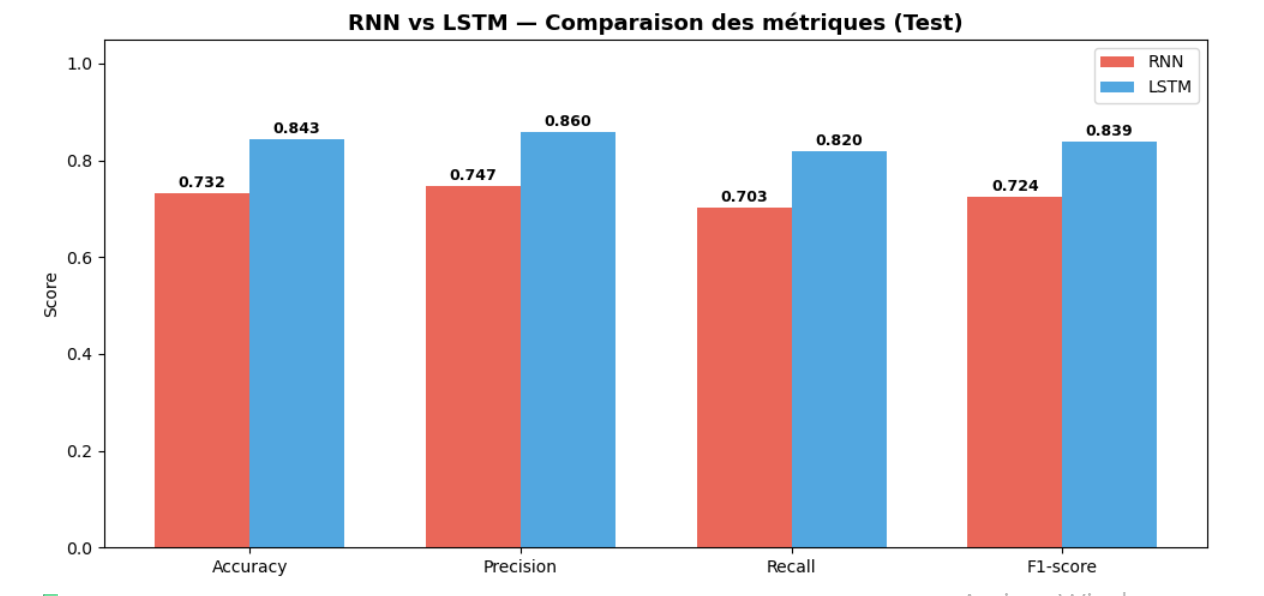 RNN vs LSTM — Comparaison des métriques (Test)
RNN
LSTM
1.0
0.8
0.6
0.4
0.2
0.0
Score
0.732
0.843
0.747
0.860
0.703
0.820
0.724
0.839
Accuracy
Precision
Recall
F1-score